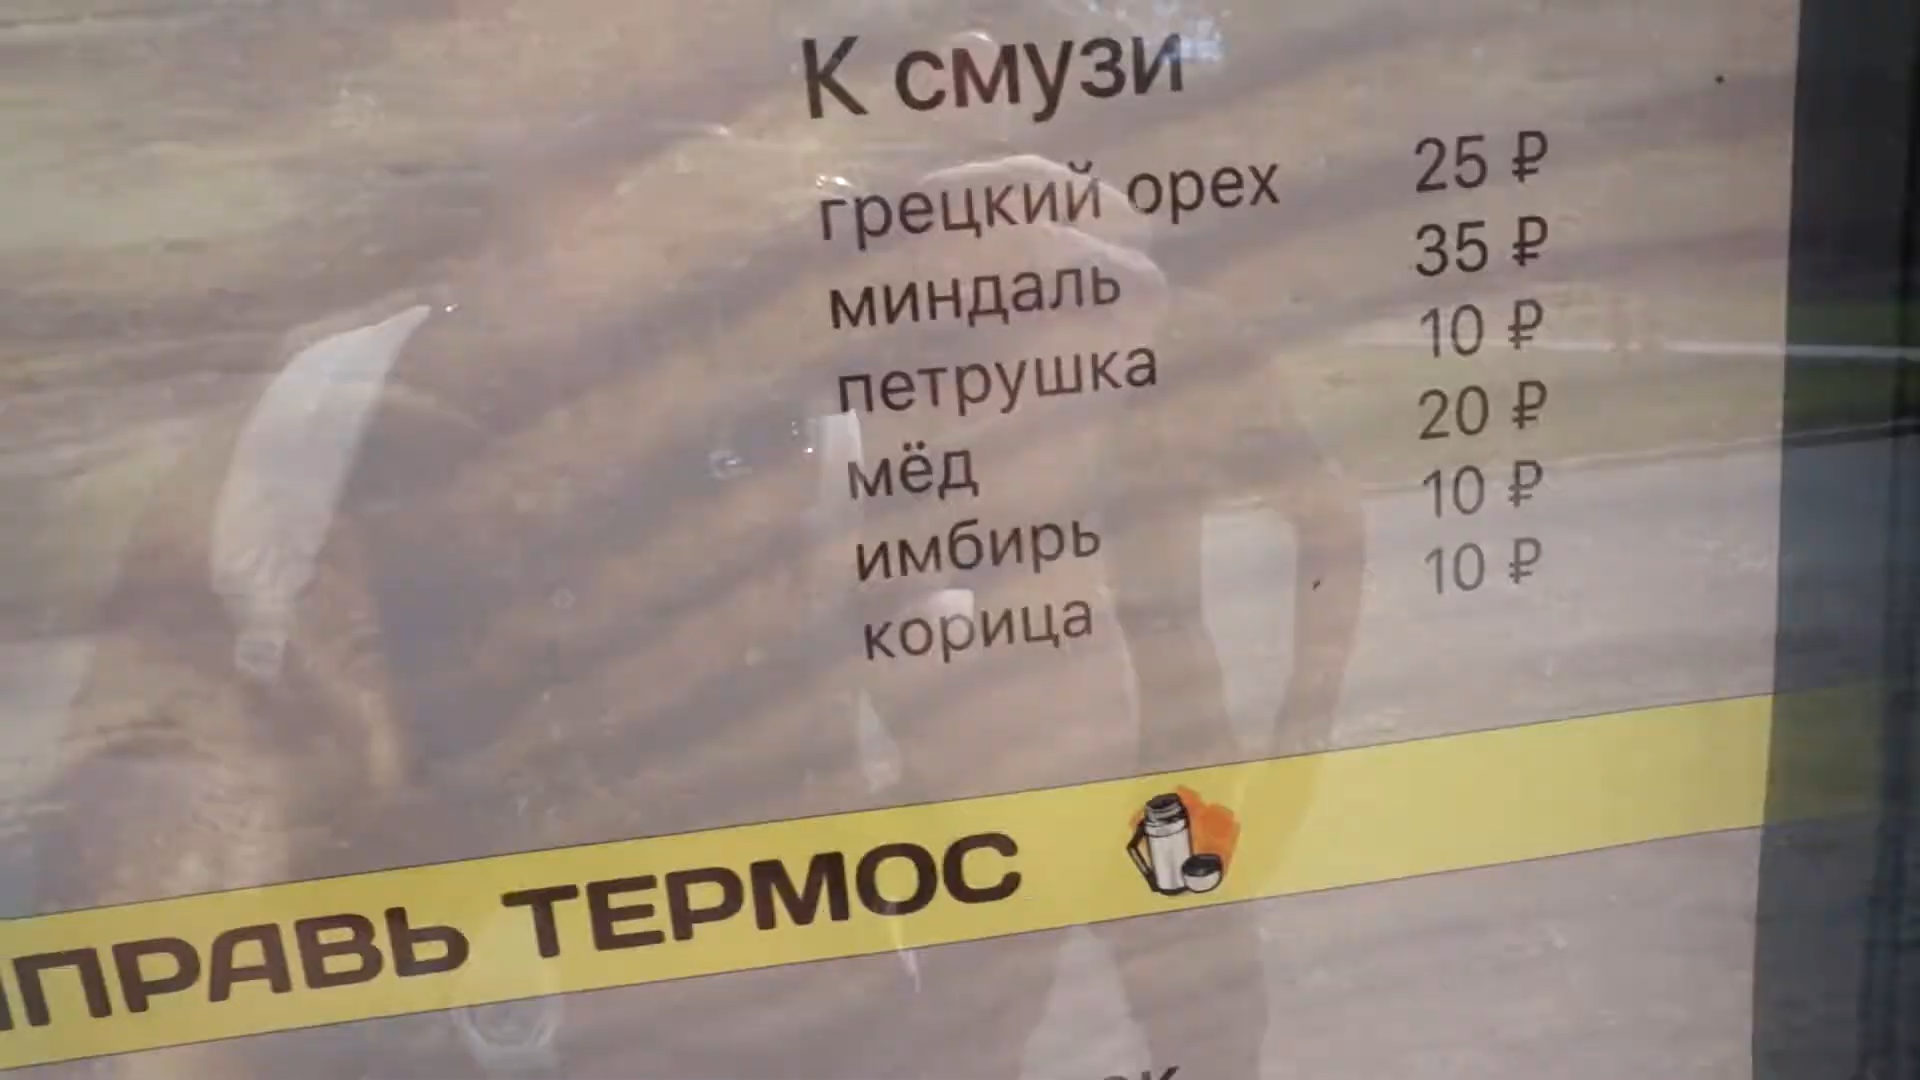 К смузи
грецкий орех 25 ₽
миндаль 35 ₽
петрушка 10 ₽
мёд 20 ₽
имбирь 10 ₽
корица 10 ₽
ПРАВЬ ТЕРМОС